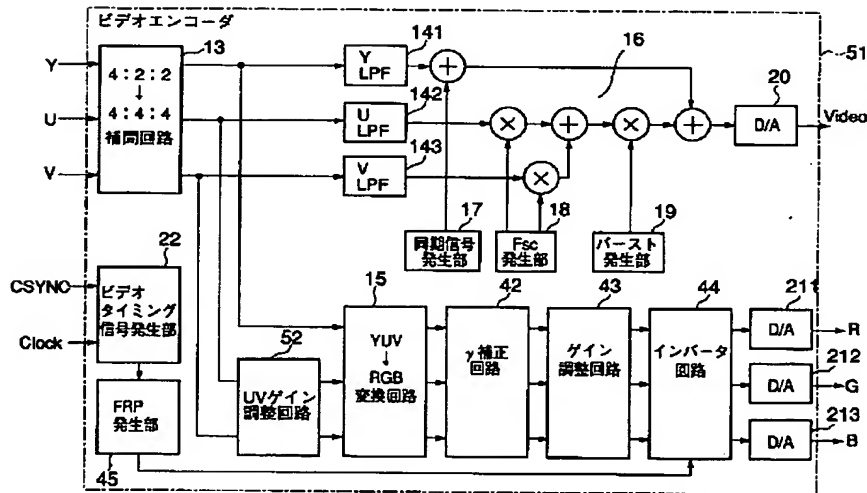 ビデオエンコーダ
13
4:2:2
↓
4:4:4
補間回路
Y
U
V
141
Y
LPF
142
U
LPF
143
V
LPF
+
16
51
×
+
×
+
×
20
D/A
Video
17
同期信号
発生部
18
Fsc
発生部
19
バースト
発生部
22
CSYNC
Clock
ビデオ
タイミング
信号発生部
FRP
発生部
45
52
UVゲイン
調整回路
15
YUV
↓
RGB
変換回路
42
γ補正
回路
43
ゲイン
調整回路
44
インバータ
回路
211
D/A
R
212
D/A
G
213
D/A
B